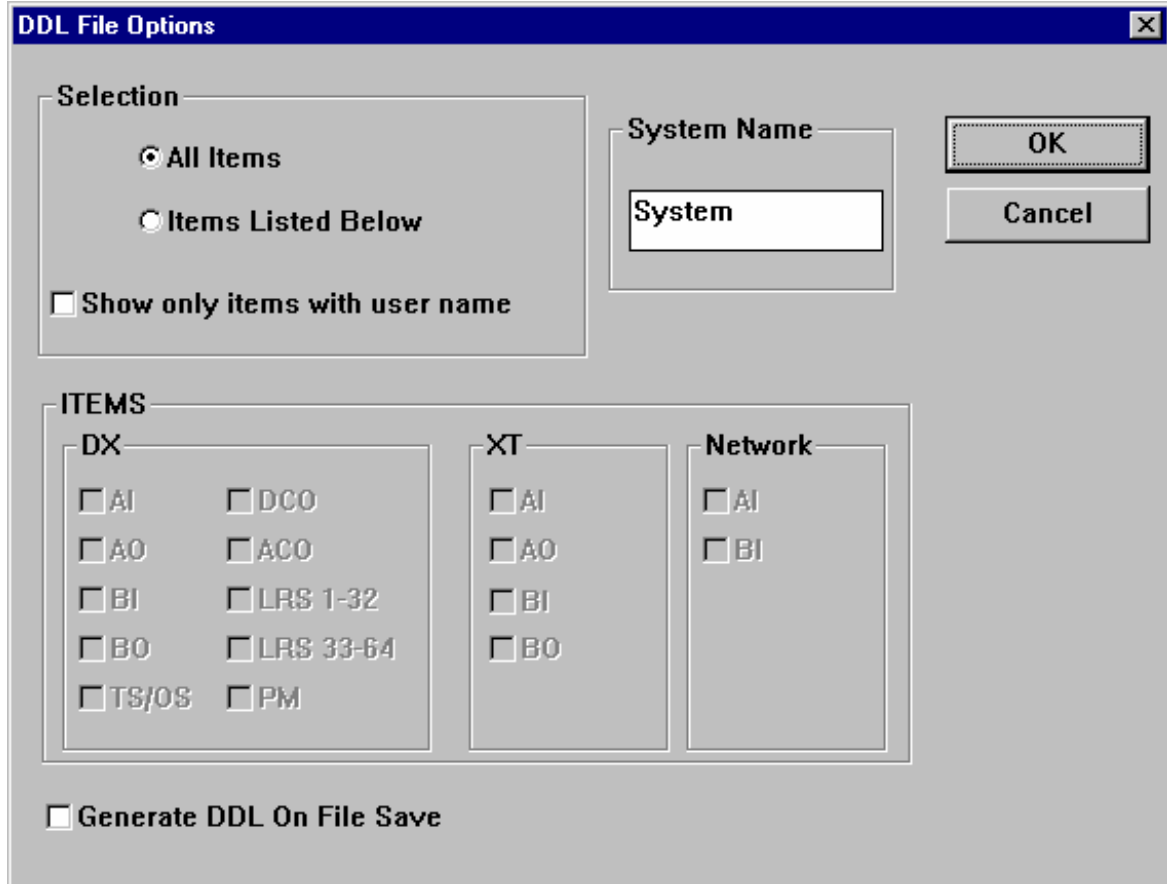 DDL File Options
Selection
All Items
Items Listed Below
Show only items with user name
System Name
System
OK
Cancel
ITEMS
DX
AI
DCO
AO
ACO
BI
LRS 1-32
BO
LRS 33-64
TS/OS
PM
XT
AI
AO
BI
BO
Network
AI
BI
Generate DDL On File Save